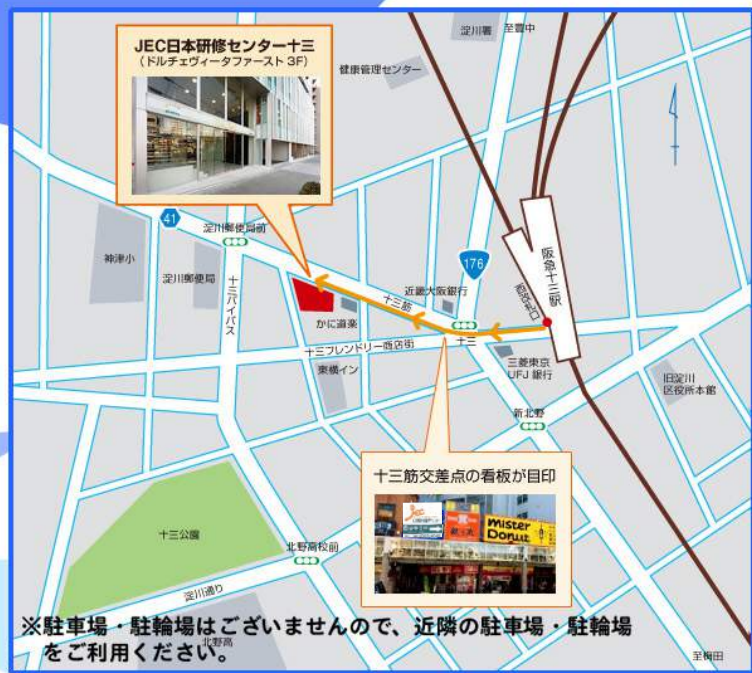 JEC日本研修センター十三
（ドルチェヴィータファースト 3F）
淀川署
至豊中
健康管理センター
41
淀川郵便局前
神津小
淀川郵便局
十三バイパス
かに道楽
十三筋
近畿大阪銀行
176
阪急十三駅
西改札口
十三
十三フレンドリー商店街
東横イン
三菱東京
UFJ 銀行
旧淀川
区役所本館
新北野
十三筋交差点の看板が目印
Jec
mister
Donut
十三公園
北野高校前
淀川通り
北野高
※駐車場・駐輪場はございませんので、近隣の駐車場・駐輪場
をご利用ください。
至梅田